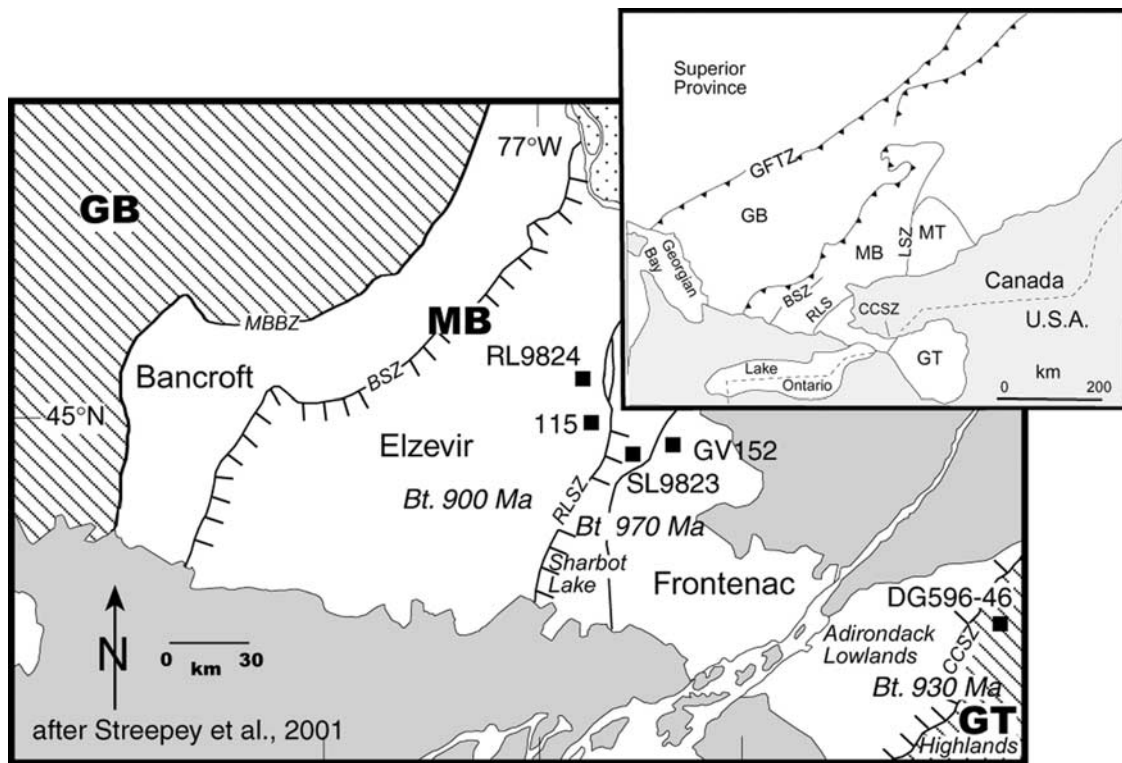 Superior
Province
GFTZ
GB
Georgian
Bay
MB
LSZ
MT
BSZ
RLS
CCSZ
Canada
U.S.A.
GT
Lake
Ontario
km
0 200
77°W
GB
MBBZ
MB
Bancroft
BSZ
RL9824
45°N
115
Elzevir
GV152
SL9823
Bt. 900 Ma
RLSZ
Bt 970 Ma
Sharbot
Lake
Frontenac
DG596-46
Adirondack
Lowlands
CCSZ
Bt. 930 Ma
GT
Highlands
N
0 30
km
after Streepey et al., 2001